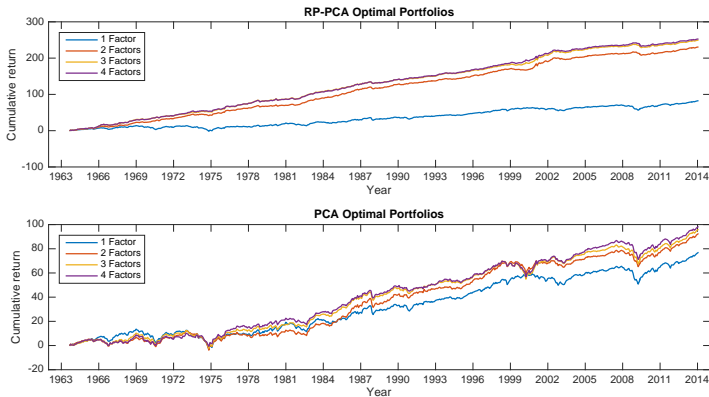 RP-PCA Optimal Portfolios
300
200
100
0
-100
Cumulative return
1 Factor
2 Factors
3 Factors
4 Factors
1963 1966 1969 1972 1975 1978 1981 1984 1987 1990 1993 1996 1999 2002 2005 2008 2011 2014
Year
PCA Optimal Portfolios
100
80
60
40
20
0
-20
Cumulative return
1 Factor
2 Factors
3 Factors
4 Factors
1963 1966 1969 1972 1975 1978 1981 1984 1987 1990 1993 1996 1999 2002 2005 2008 2011 2014
Year